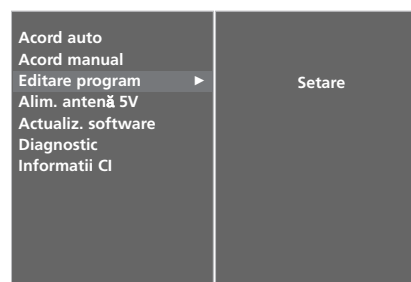 Acord auto
Acord manual
Editare program ►
Setare
Alim. antenă 5V
Actualiz. software
Diagnostic
Informatii CI